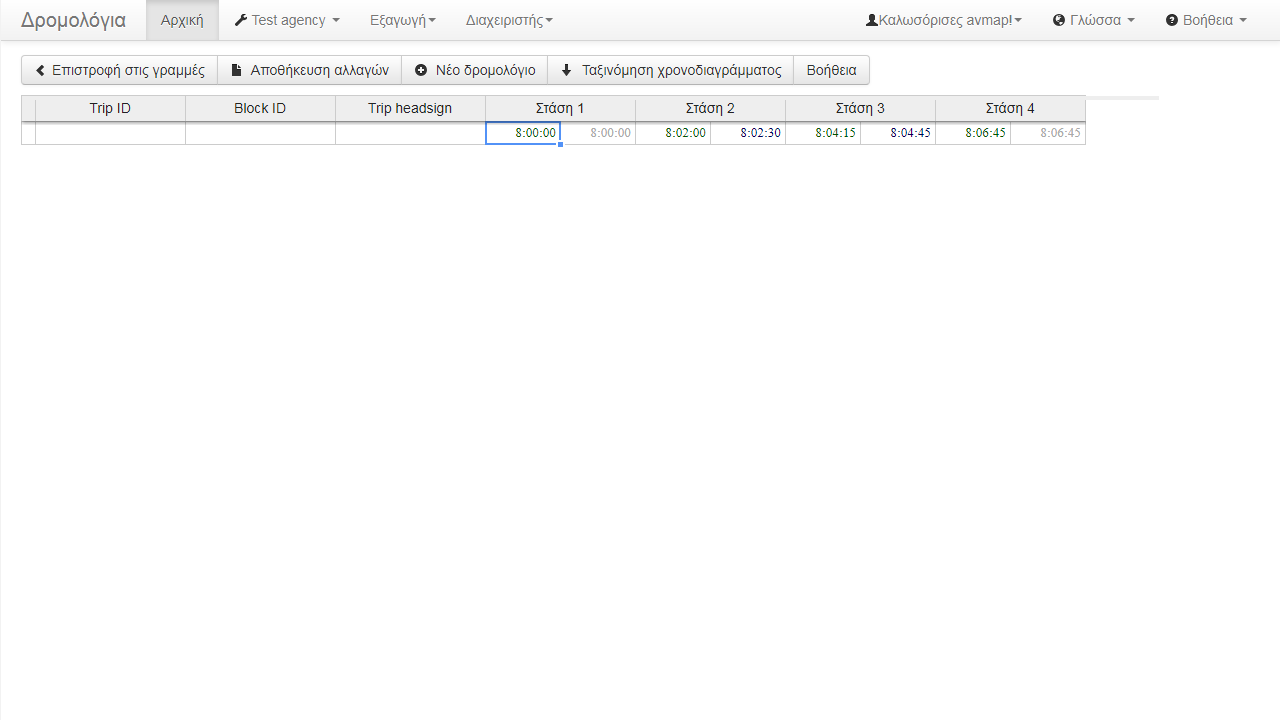 Δρομολόγια Αρχική Test agency Εξαγωγή Διαχειριστής Καλωσόρισες avmap! Γλώσσα Βοήθεια
Επιστροφή στις γραμμές Αποθήκευση αλλαγών Νέο δρομολόγιο Ταξινόμηση χρονοδιαγράμματος Βοήθεια
Trip ID Block ID Trip headsign Στάση 1 Στάση 2 Στάση 3 Στάση 4
8:00:00 8:00:00 8:02:00 8:02:30 8:04:15 8:04:45 8:06:45 8:06:45